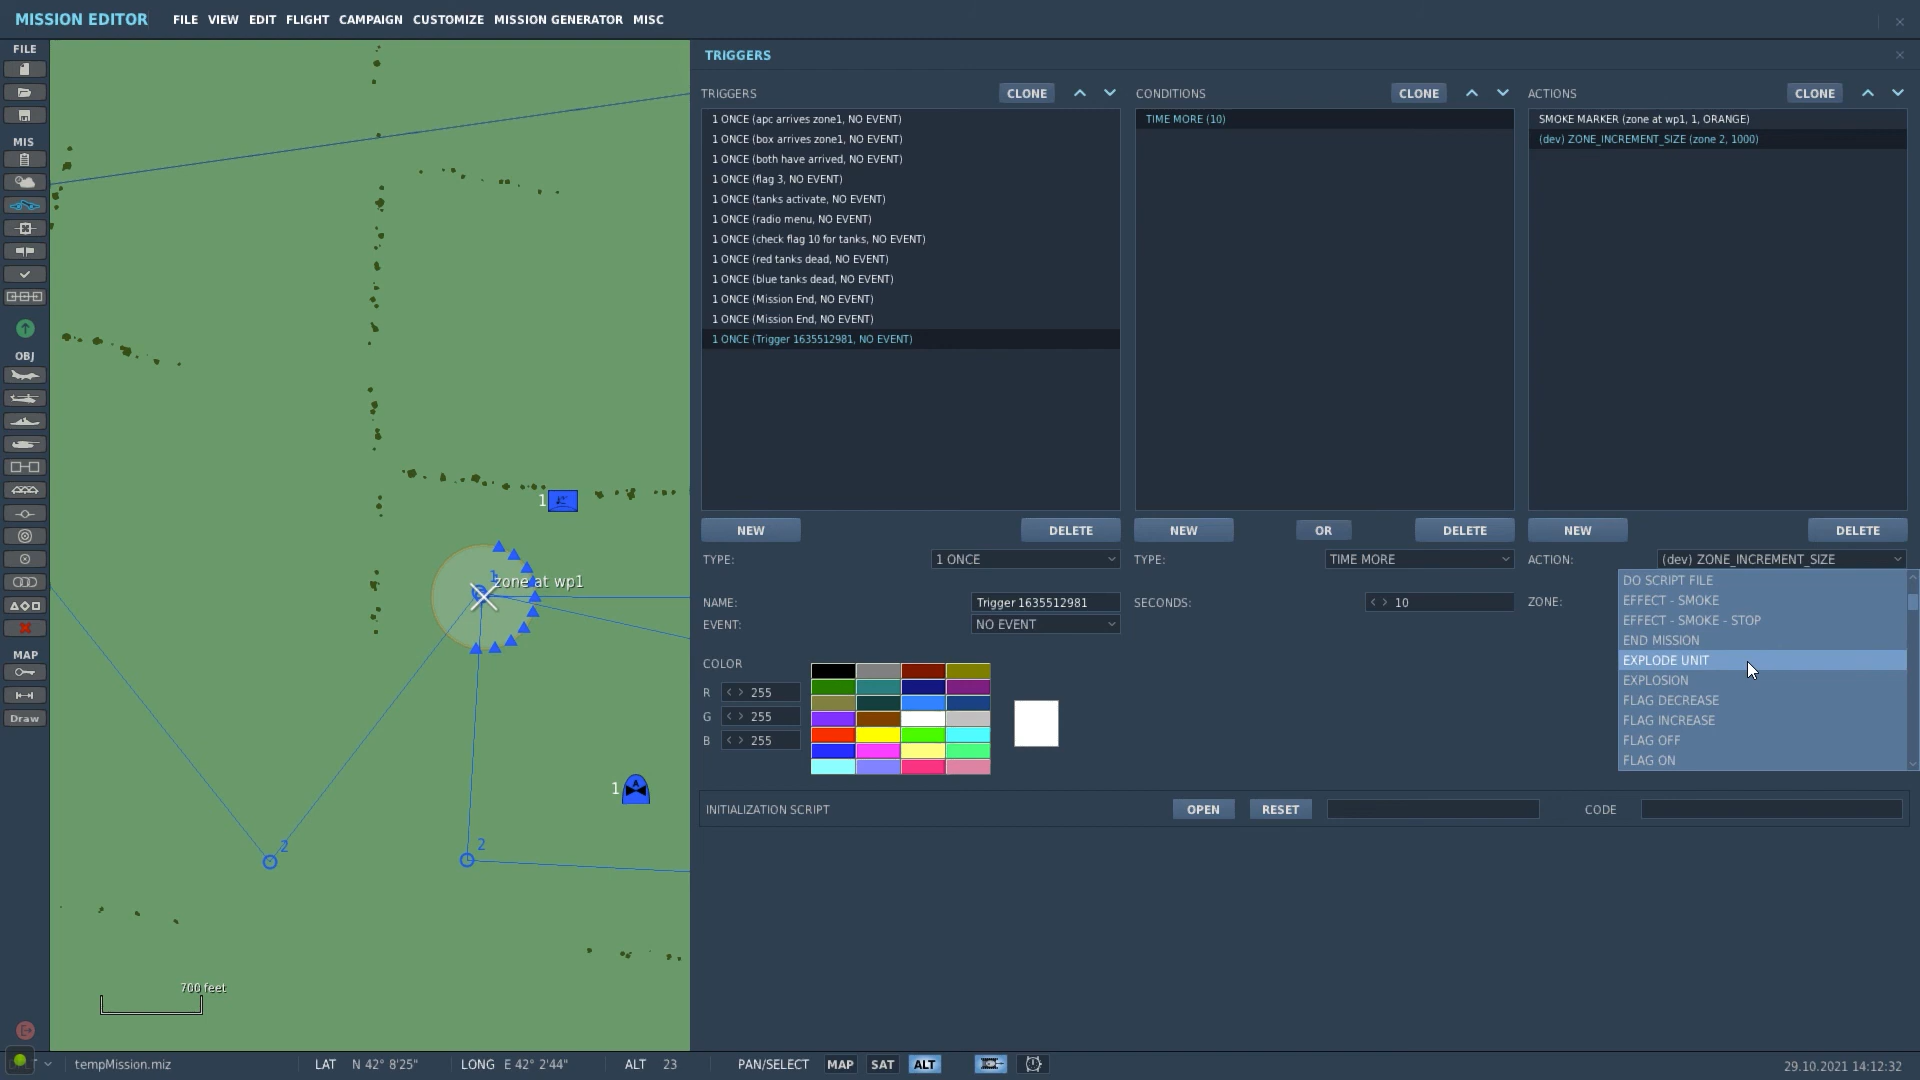 MISSION EDITOR FILE VIEW EDIT FLIGHT CAMPAIGN CUSTOMIZE MISSION GENERATOR MISC
FILE
MIS
OBJ
MAP
Draw
1
1
zone at wp1
1
2
2
700 feet
TRIGGERS
TRIGGERS CLONE
1 ONCE (apc arrives zone1, NO EVENT)
1 ONCE (box arrives zone1, NO EVENT)
1 ONCE (both have arrived, NO EVENT)
1 ONCE (flag 3, NO EVENT)
1 ONCE (tanks activate, NO EVENT)
1 ONCE (radio menu, NO EVENT)
1 ONCE (check flag 10 for tanks, NO EVENT)
1 ONCE (red tanks dead, NO EVENT)
1 ONCE (blue tanks dead, NO EVENT)
1 ONCE (Mission End, NO EVENT)
1 ONCE (Mission End, NO EVENT)
1 ONCE (Trigger 1635512981, NO EVENT)
NEW DELETE
TYPE: 1 ONCE
NAME: Trigger 1635512981
EVENT: NO EVENT
COLOR
R 255
G 255
B 255
CONDITIONS CLONE
TIME MORE (10)
NEW OR DELETE
TYPE: TIME MORE
SECONDS: 10
ACTIONS CLONE
SMOKE MARKER (zone at wp1, 1, ORANGE)
(dev) ZONE_INCREMENT_SIZE (zone 2, 1000)
NEW DELETE
ACTION: (dev) ZONE_INCREMENT_SIZE
ZONE:
DO SCRIPT FILE
EFFECT - SMOKE
EFFECT - SMOKE - STOP
END MISSION
EXPLODE UNIT
EXPLOSION
FLAG DECREASE
FLAG INCREASE
FLAG OFF
FLAG ON
INITIALIZATION SCRIPT OPEN RESET CODE
tempMission.miz LAT N 42° 8'25" LONG E 42° 2'44" ALT 23 PAN/SELECT MAP SAT ALT 29.10.2021 14:12:32